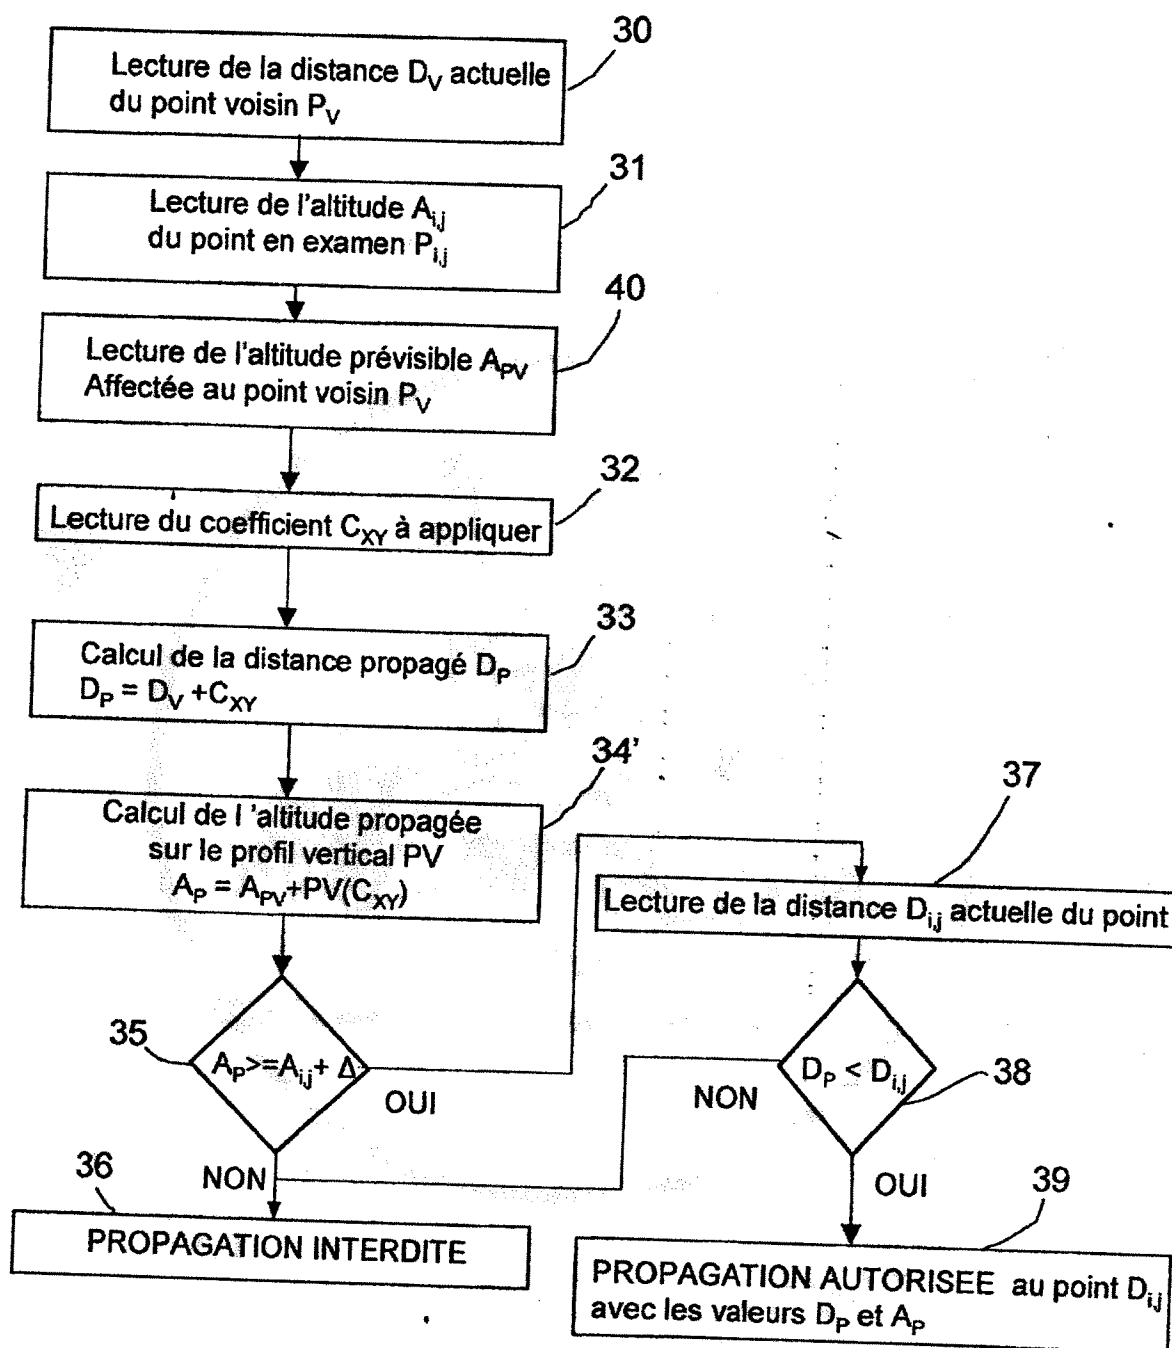 30
Lecture de la distance D_V actuelle
du point voisin P_V
31
Lecture de l'altitude A_i,j
du point en examen P_i,j
40
Lecture de l'altitude prévisible A_PV
Affectée au point voisin P_V
32
Lecture du coefficient C_XY à appliquer
33
Calcul de la distance propagé D_P
D_P = D_V +C_XY
34'
Calcul de l 'altitude propagée
sur le profil vertical PV
A_P = A_PV+PV(C_XY)
37
Lecture de la distance D_i,j actuelle du point
35
A_P>=A_i,j+ Δ
OUI
NON
D_P < D_i,j
38
NON
OUI
36
PROPAGATION INTERDITE
39
PROPAGATION AUTORISEE au point D_i,j
avec les valeurs D_P et A_P